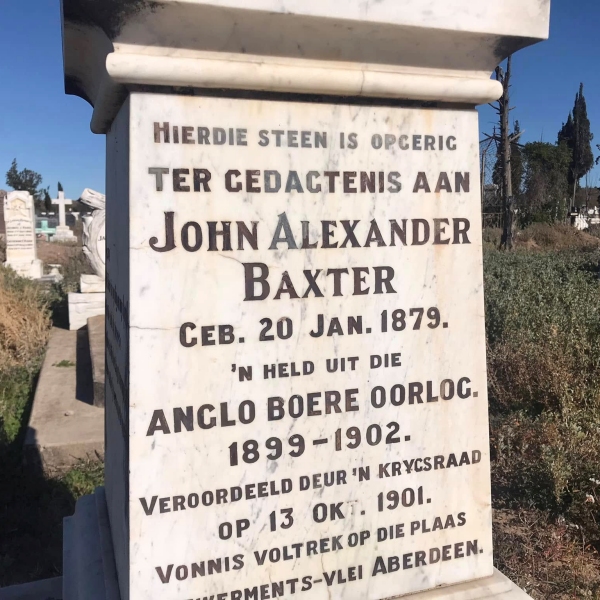 HIERDIE STEEN IS OPGERIG
TER GEDAGTENIS AAN
JOHN ALEXANDER
BAXTER
GEB. 20 JAN. 1879.
'N HELD UIT DIE
ANGLO BOERE OORLOG.
1899-1902.
VEROORDEELD DEUR 'N KRYGSRAAD
OP 13 OKT. 1901.
VONNIS VOLTREK OP DIE PLAAS
ABERDEEN.